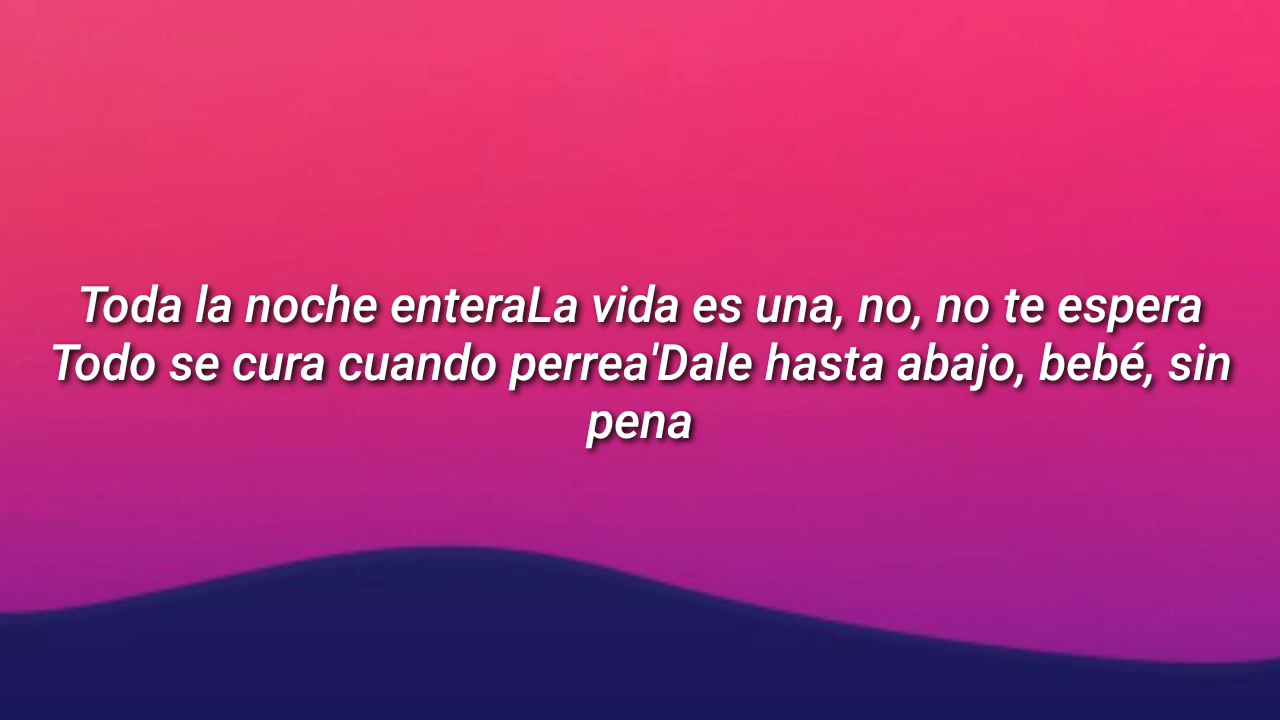 Toda la noche enteraLa vida es una, no, no te espera
Todo se cura cuando perrea'Dale hasta abajo, bebé, sin
pena